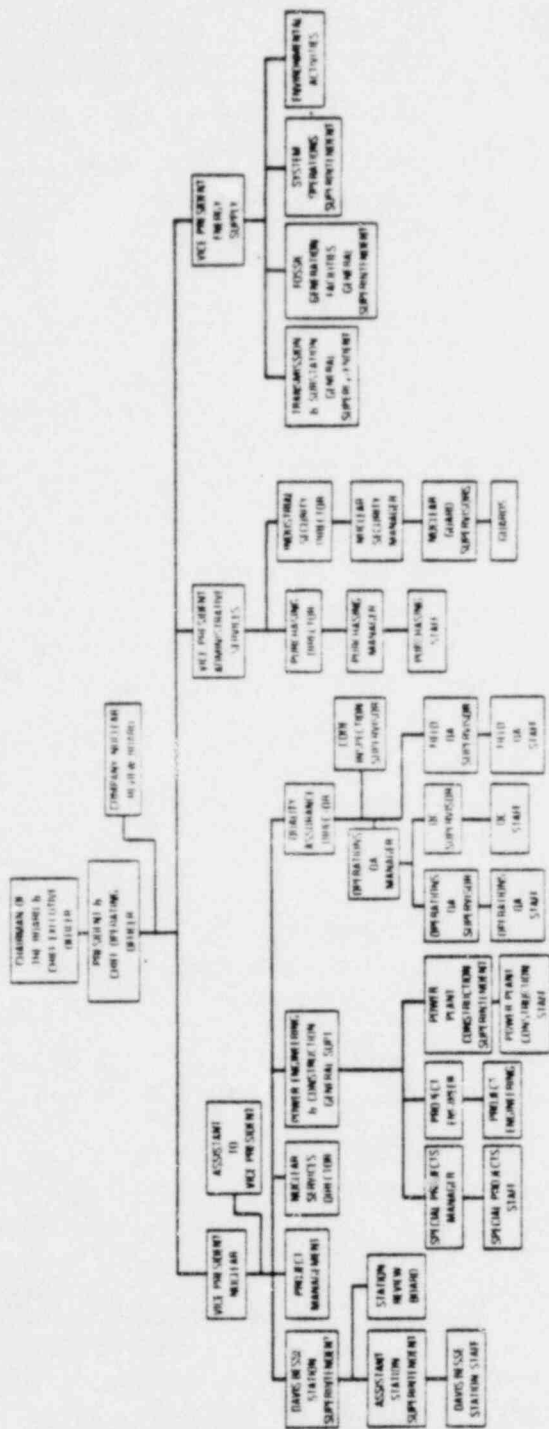 CHAIRMAN OF
THE BOARD &
CHIEF EXECUTIVE
OFFICER
PRESIDENT &
CHIEF OPERATING
OFFICER
COMPANY NUCLEAR
REVIEW BOARD
VICE PRESIDENT
NUCLEAR
ASSISTANT
TO
VICE PRESIDENT
VICE PRESIDENT
ADMINISTRATIVE
SERVICES
VICE PRESIDENT
ENERGY
SUPPLY
DAVIS BESSE
STATION
SUPERINTENDENT
PROJECT
MANAGEMENT
NUCLEAR
SERVICES
DIRECTOR
POWER ENGINEERING
& CONSTRUCTION
GENERAL SUPT
QUALITY
ASSURANCE
DIRECTOR
PURCHASING
DIRECTOR
INDUSTRIAL
SECURITY
DIRECTOR
TRANSMISSION
& SUBSTATION
GENERAL
FOSSIL
GENERATION
FACILITIES
GENERAL
SUPERINTENDENT
SYSTEM
OPERATIONS
SUPERINTENDENT
ENVIRONMENTAL
ACTIVITIES
ASSISTANT
STATION
SUPERINTENDENT
STATION
REVIEW
BOARD
DAVIS BESSE
STATION STAFF
SPECIAL PROJECTS
MANAGER
PROJECT
ENGINEER
POWER
PLANT
CONSTRUCTION
SUPERINTENDENT
SPECIAL PROJECTS
STAFF
PROJECT
ENGINEERING
POWER PLANT
CONSTRUCTION
STAFF
OPERATIONS
QA
MANAGER
CODE
INSPECTION
SUPERVISOR
OPERATIONS
QA
SUPERVISOR
QC
SUPERVISOR
FIELD
QA
SUPERVISOR
OPERATIONS
QA STAFF
QC
STAFF
FIELD
QA
STAFF
PURCHASING
MANAGER
PURCHASING
STAFF
NUCLEAR
SECURITY
MANAGER
NUCLEAR
GUARD
SUPERVISORS
GUARDS